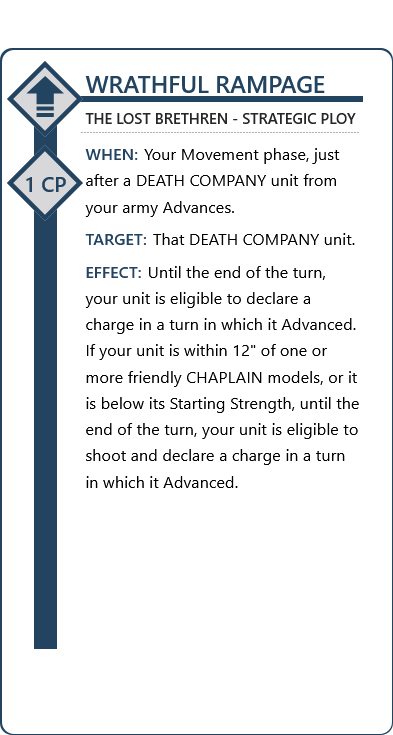 WRATHFUL RAMPAGE
THE LOST BRETHREN - STRATEGIC PLOY
1 CP
WHEN: Your Movement phase, just
after a DEATH COMPANY unit from
your army Advances.
TARGET: That DEATH COMPANY unit.
EFFECT: Until the end of the turn,
your unit is eligible to declare a
charge in a turn in which it Advanced.
If your unit is within 12" of one or
more friendly CHAPLAIN models, or it
is below its Starting Strength, until the
end of the turn, your unit is eligible to
shoot and declare a charge in a turn
in which it Advanced.